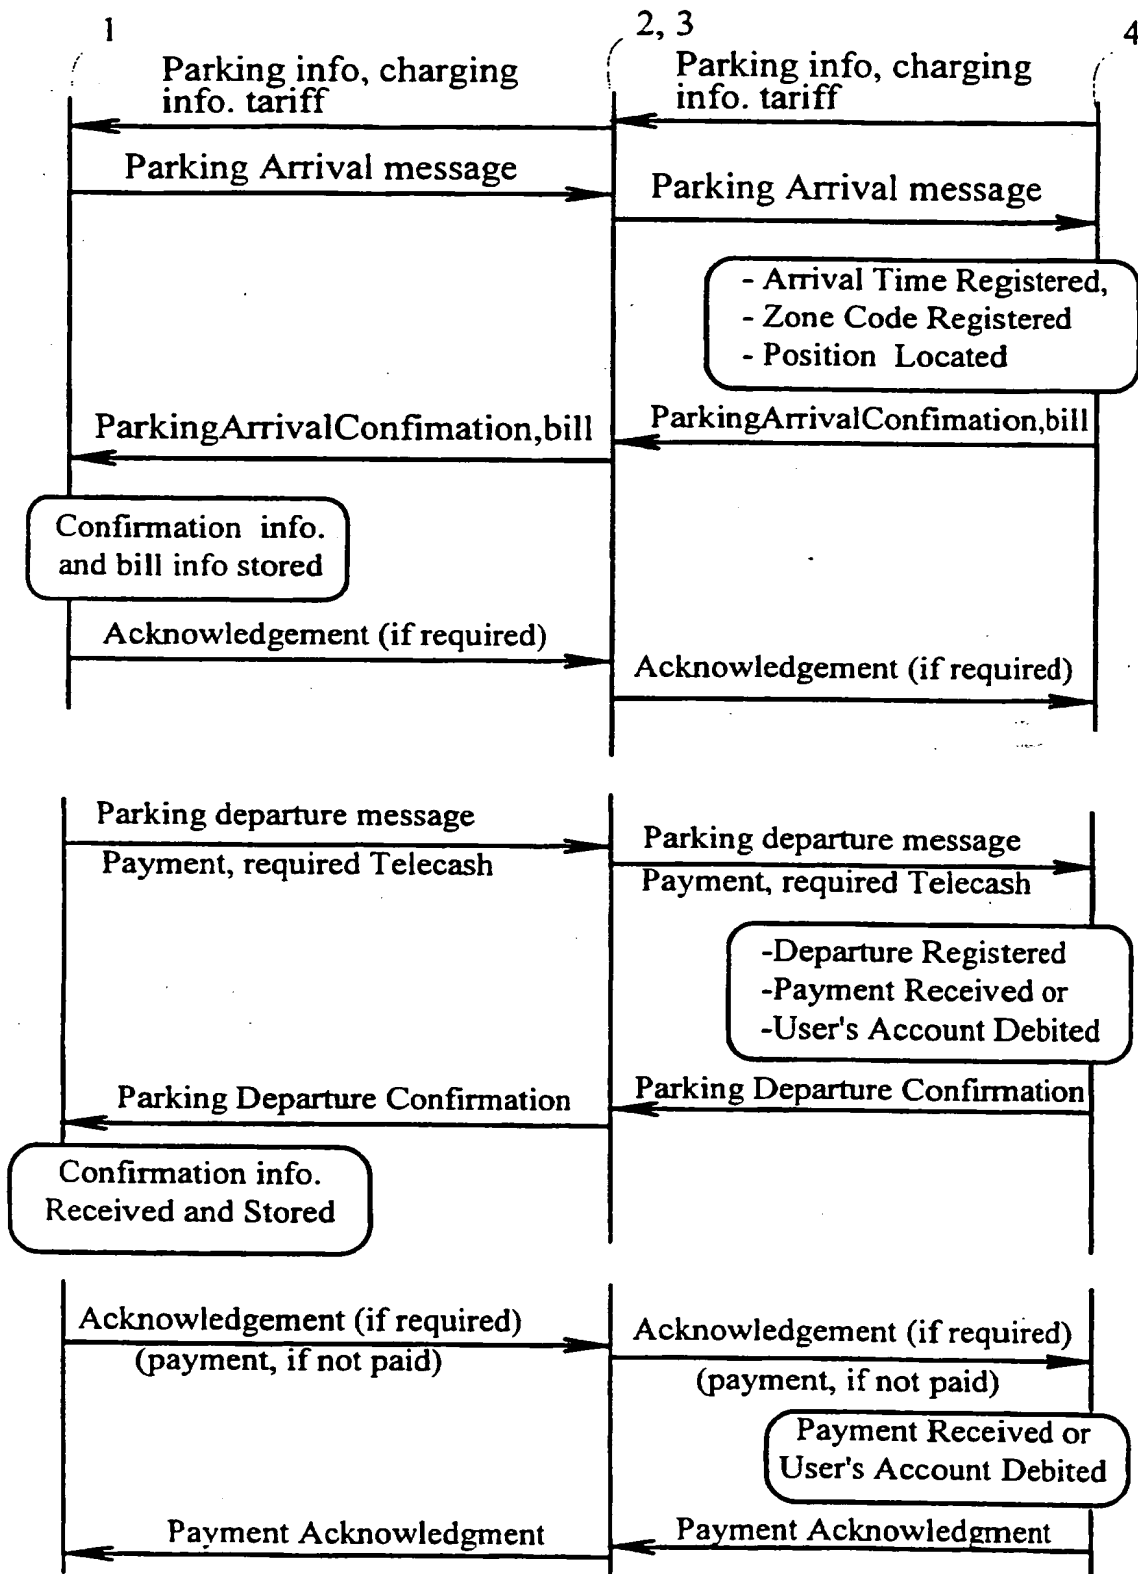 1
2, 3
4
Parking info, charging
info. tariff
Parking info, charging
info. tariff
Parking Arrival message
Parking Arrival message
- Arrival Time Registered,
- Zone Code Registered
- Position Located
ParkingArrivalConfimation,bill
ParkingArrivalConfimation,bill
Confirmation info.
and bill info stored
Acknowledgement (if required)
Acknowledgement (if required)
Parking departure message
Payment, required Telecash
Parking departure message
Payment, required Telecash
-Departure Registered
-Payment Received or
-User's Account Debited
Parking Departure Confirmation
Parking Departure Confirmation
Confirmation info.
Received and Stored
Acknowledgement (if required)
(payment, if not paid)
Acknowledgement (if required)
(payment, if not paid)
Payment Received or
User's Account Debited
Payment Acknowledgment
Payment Acknowledgment